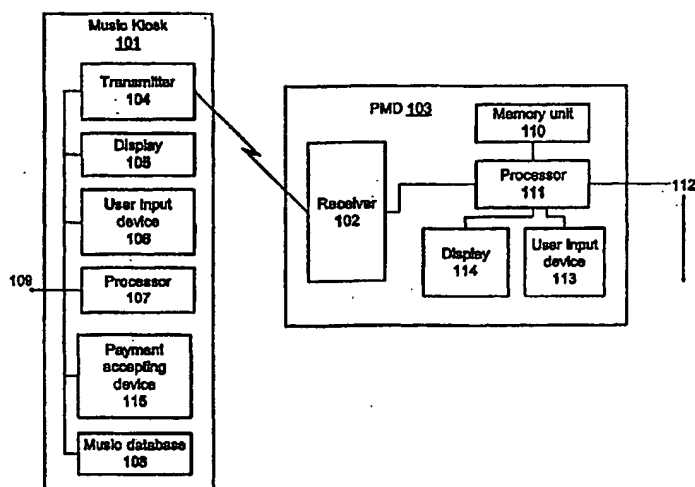 Music Kiosk
101
Transmitter
104
Display
105
User Input
device
106
Processor
107
Payment
accepting
device
115
Music database
108
109
PMD 103
Receiver
102
Memory unit
110
Processor
111
Display
114
User Input
device
113
112